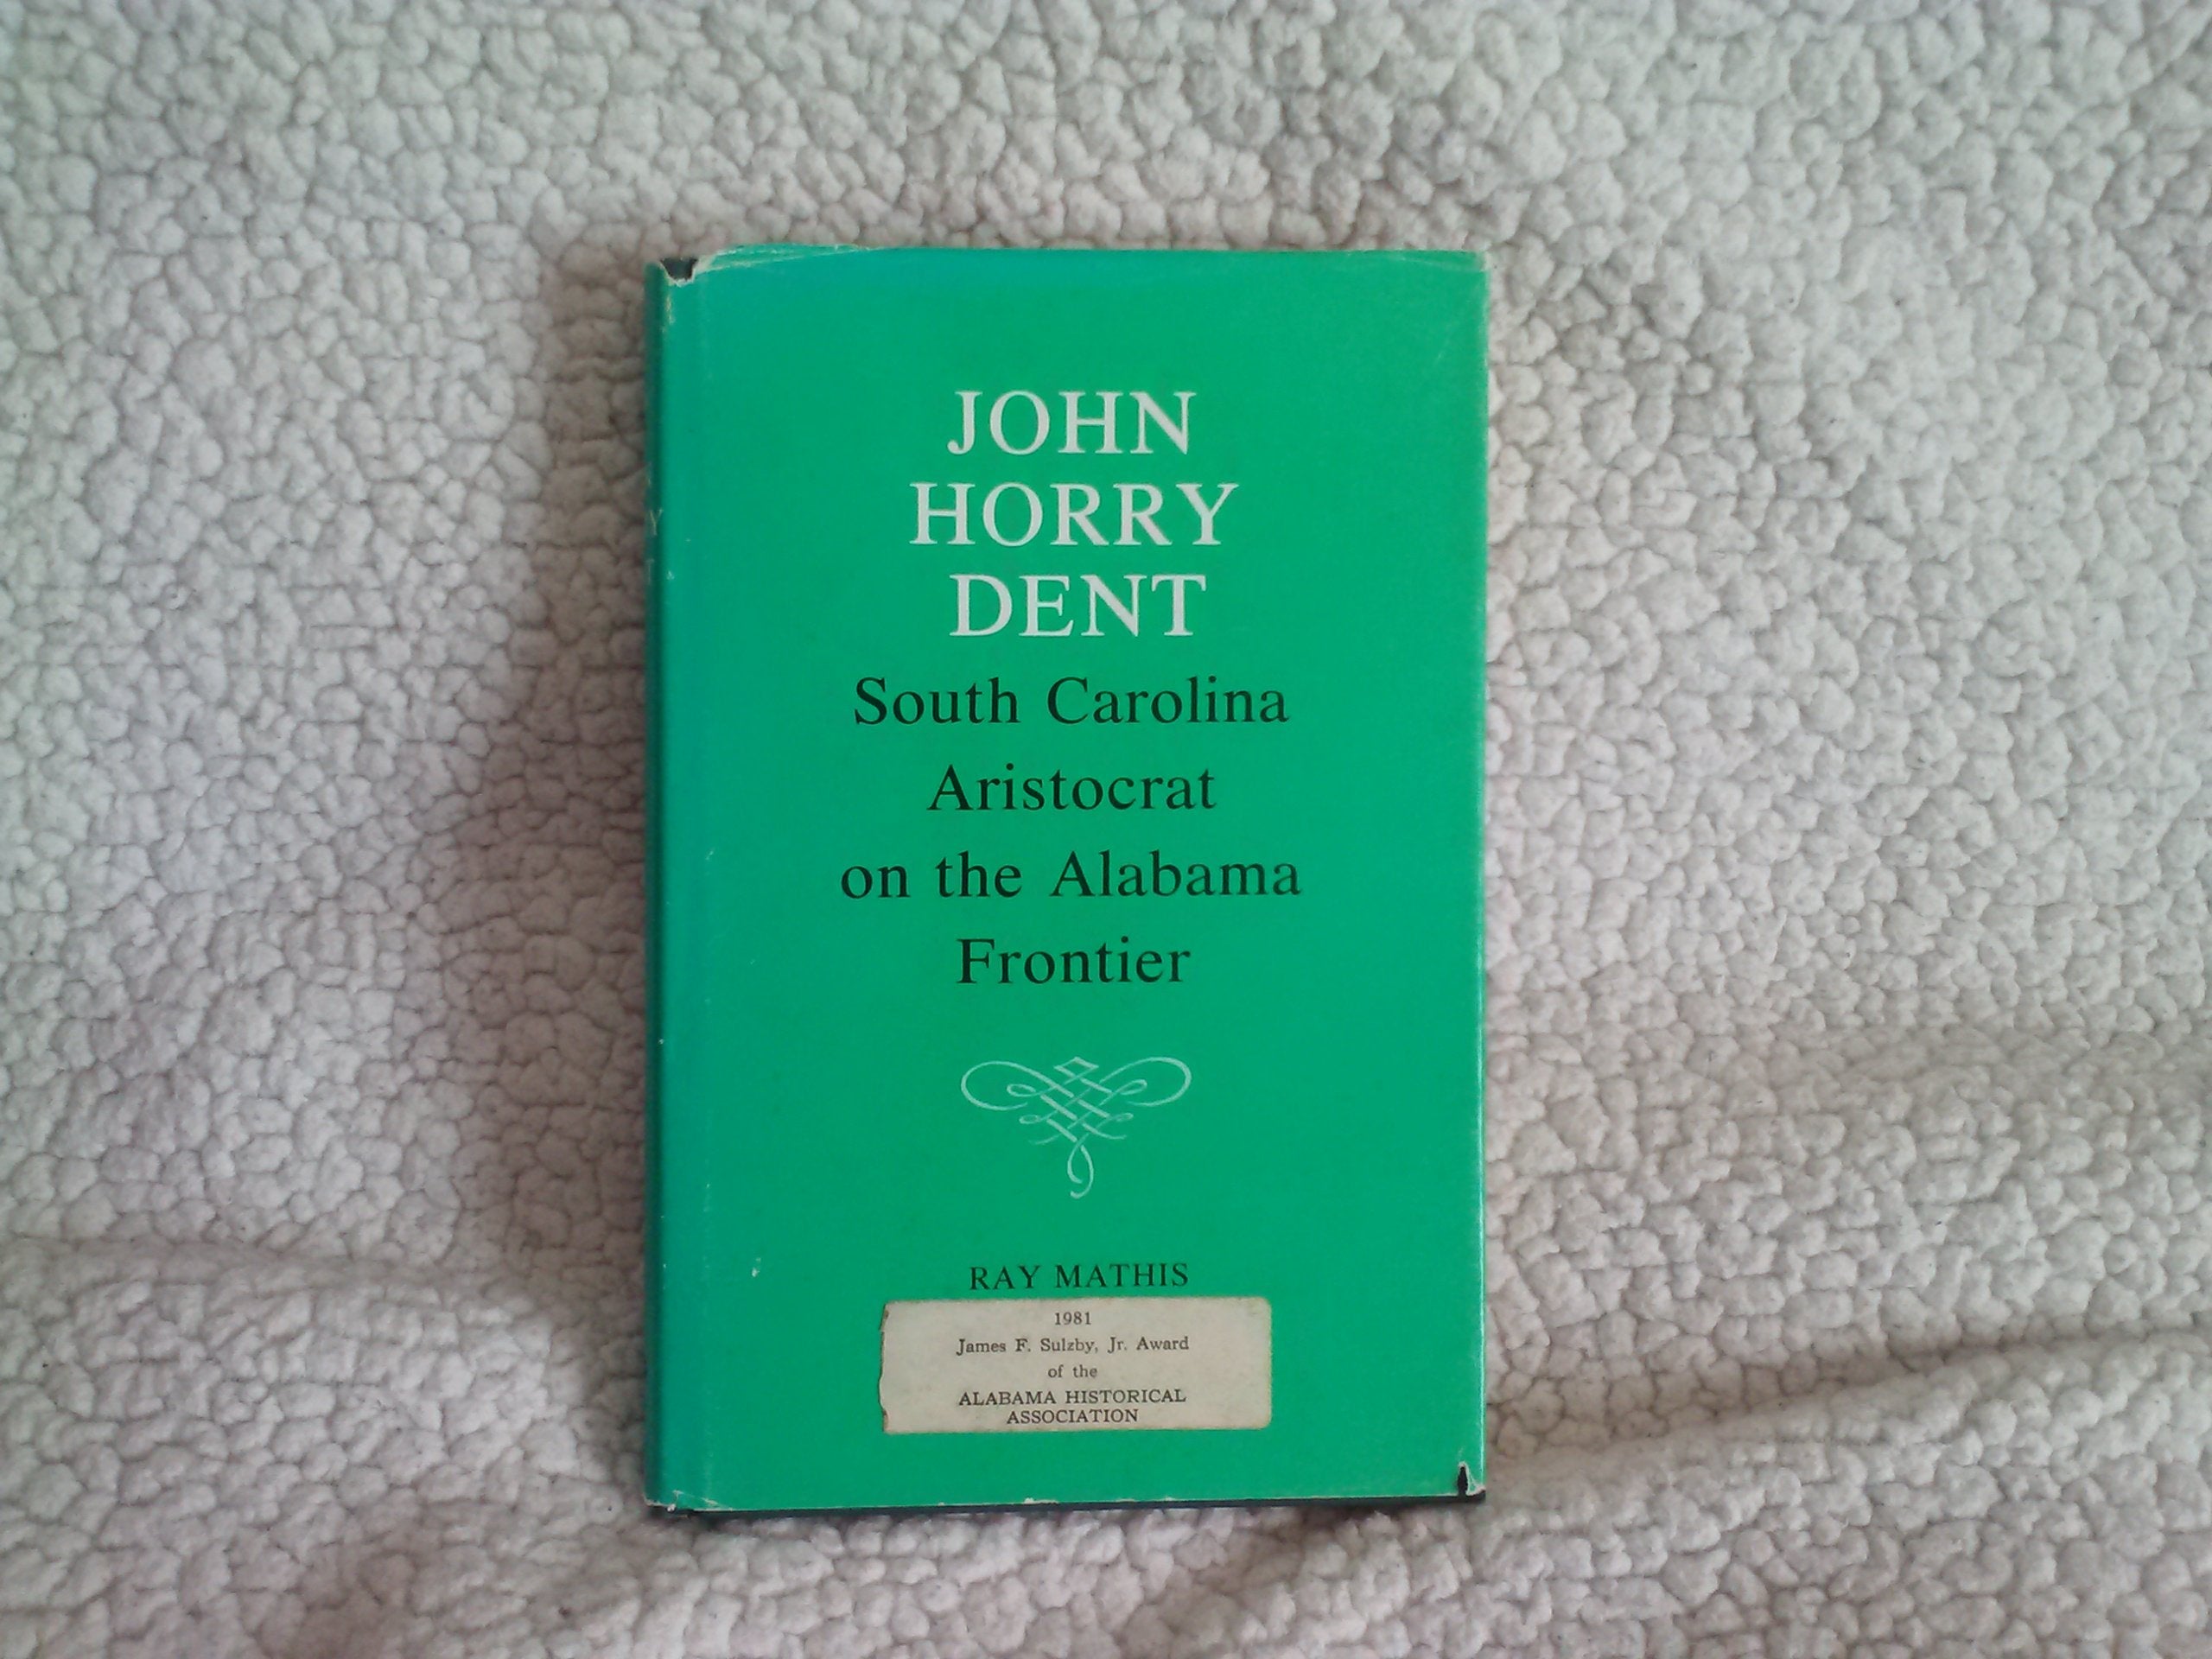 JOHN
HORRY
DENT
South Carolina
Aristocrat
on the Alabama
Frontier
RAY MATHIS
1981
James F. Sulzby, Jr. Award
of the
ALABAMA HISTORICAL
ASSOCIATION